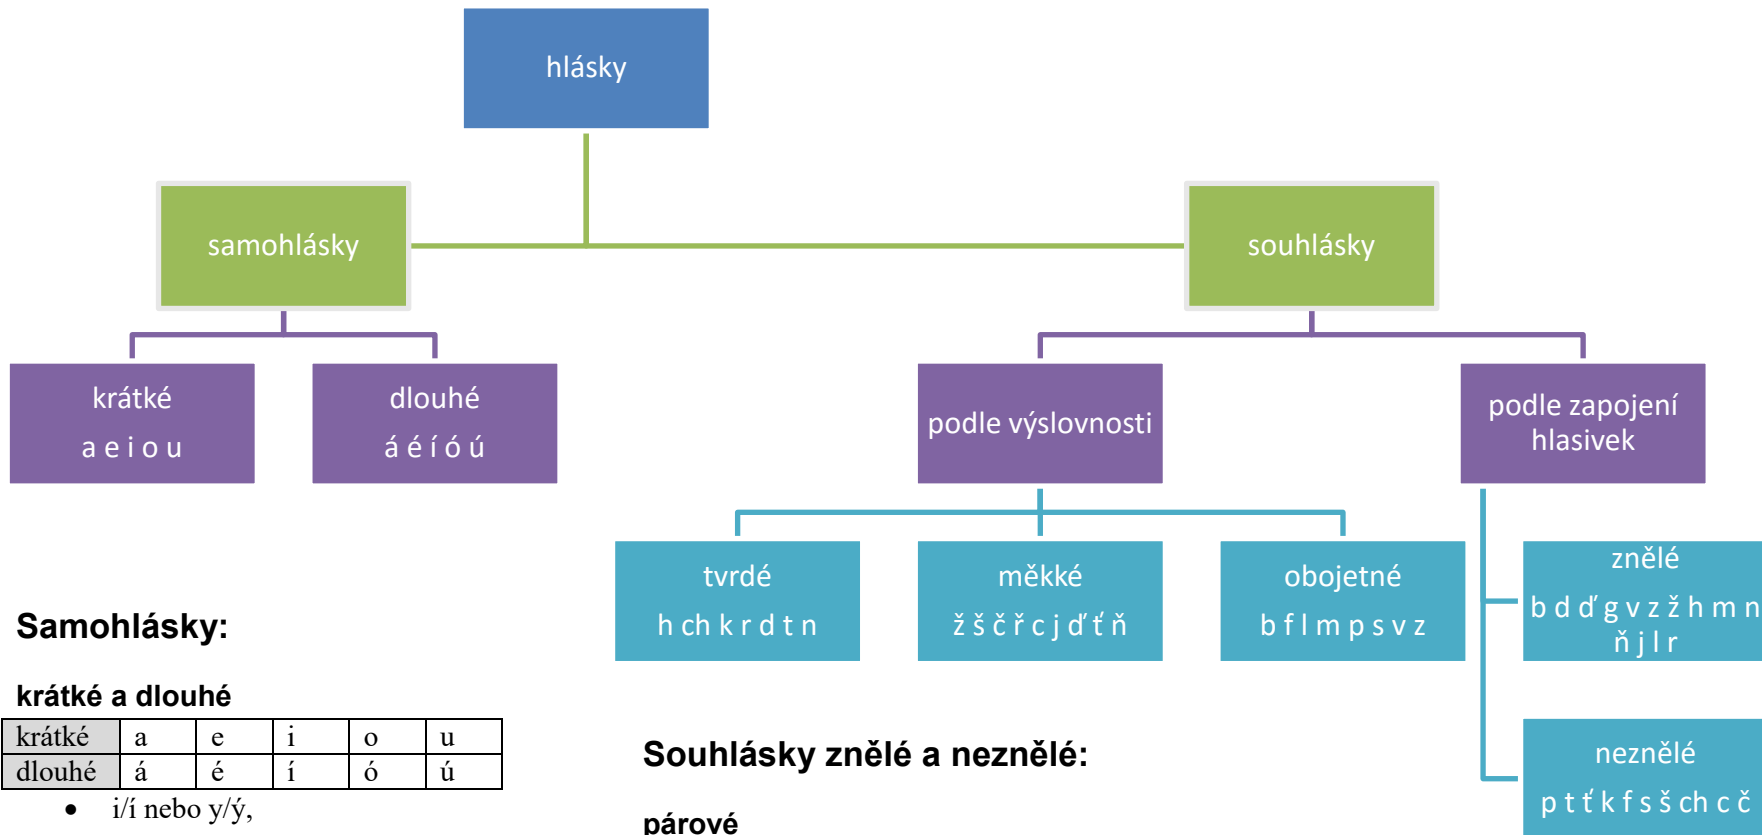 hlásky
samohlásky
souhlásky
krátké
a e i o u
dlouhé
á é í ó ú
podle výslovnosti
podle zapojení
hlasivek
tvrdé
h ch k r d t n
měkké
ž š č ř c j ď ť ň
obojetné
b f l m p s v z
znělé
b d ď g v z ž h m n
ň j l r
neznělé
p t ť k f s š ch c č
Samohlásky:
krátké a dlouhé
krátké a e i o u
dlouhé á é í ó ú
• i/í nebo y/ý,
Souhlásky znělé a neznělé:
párové